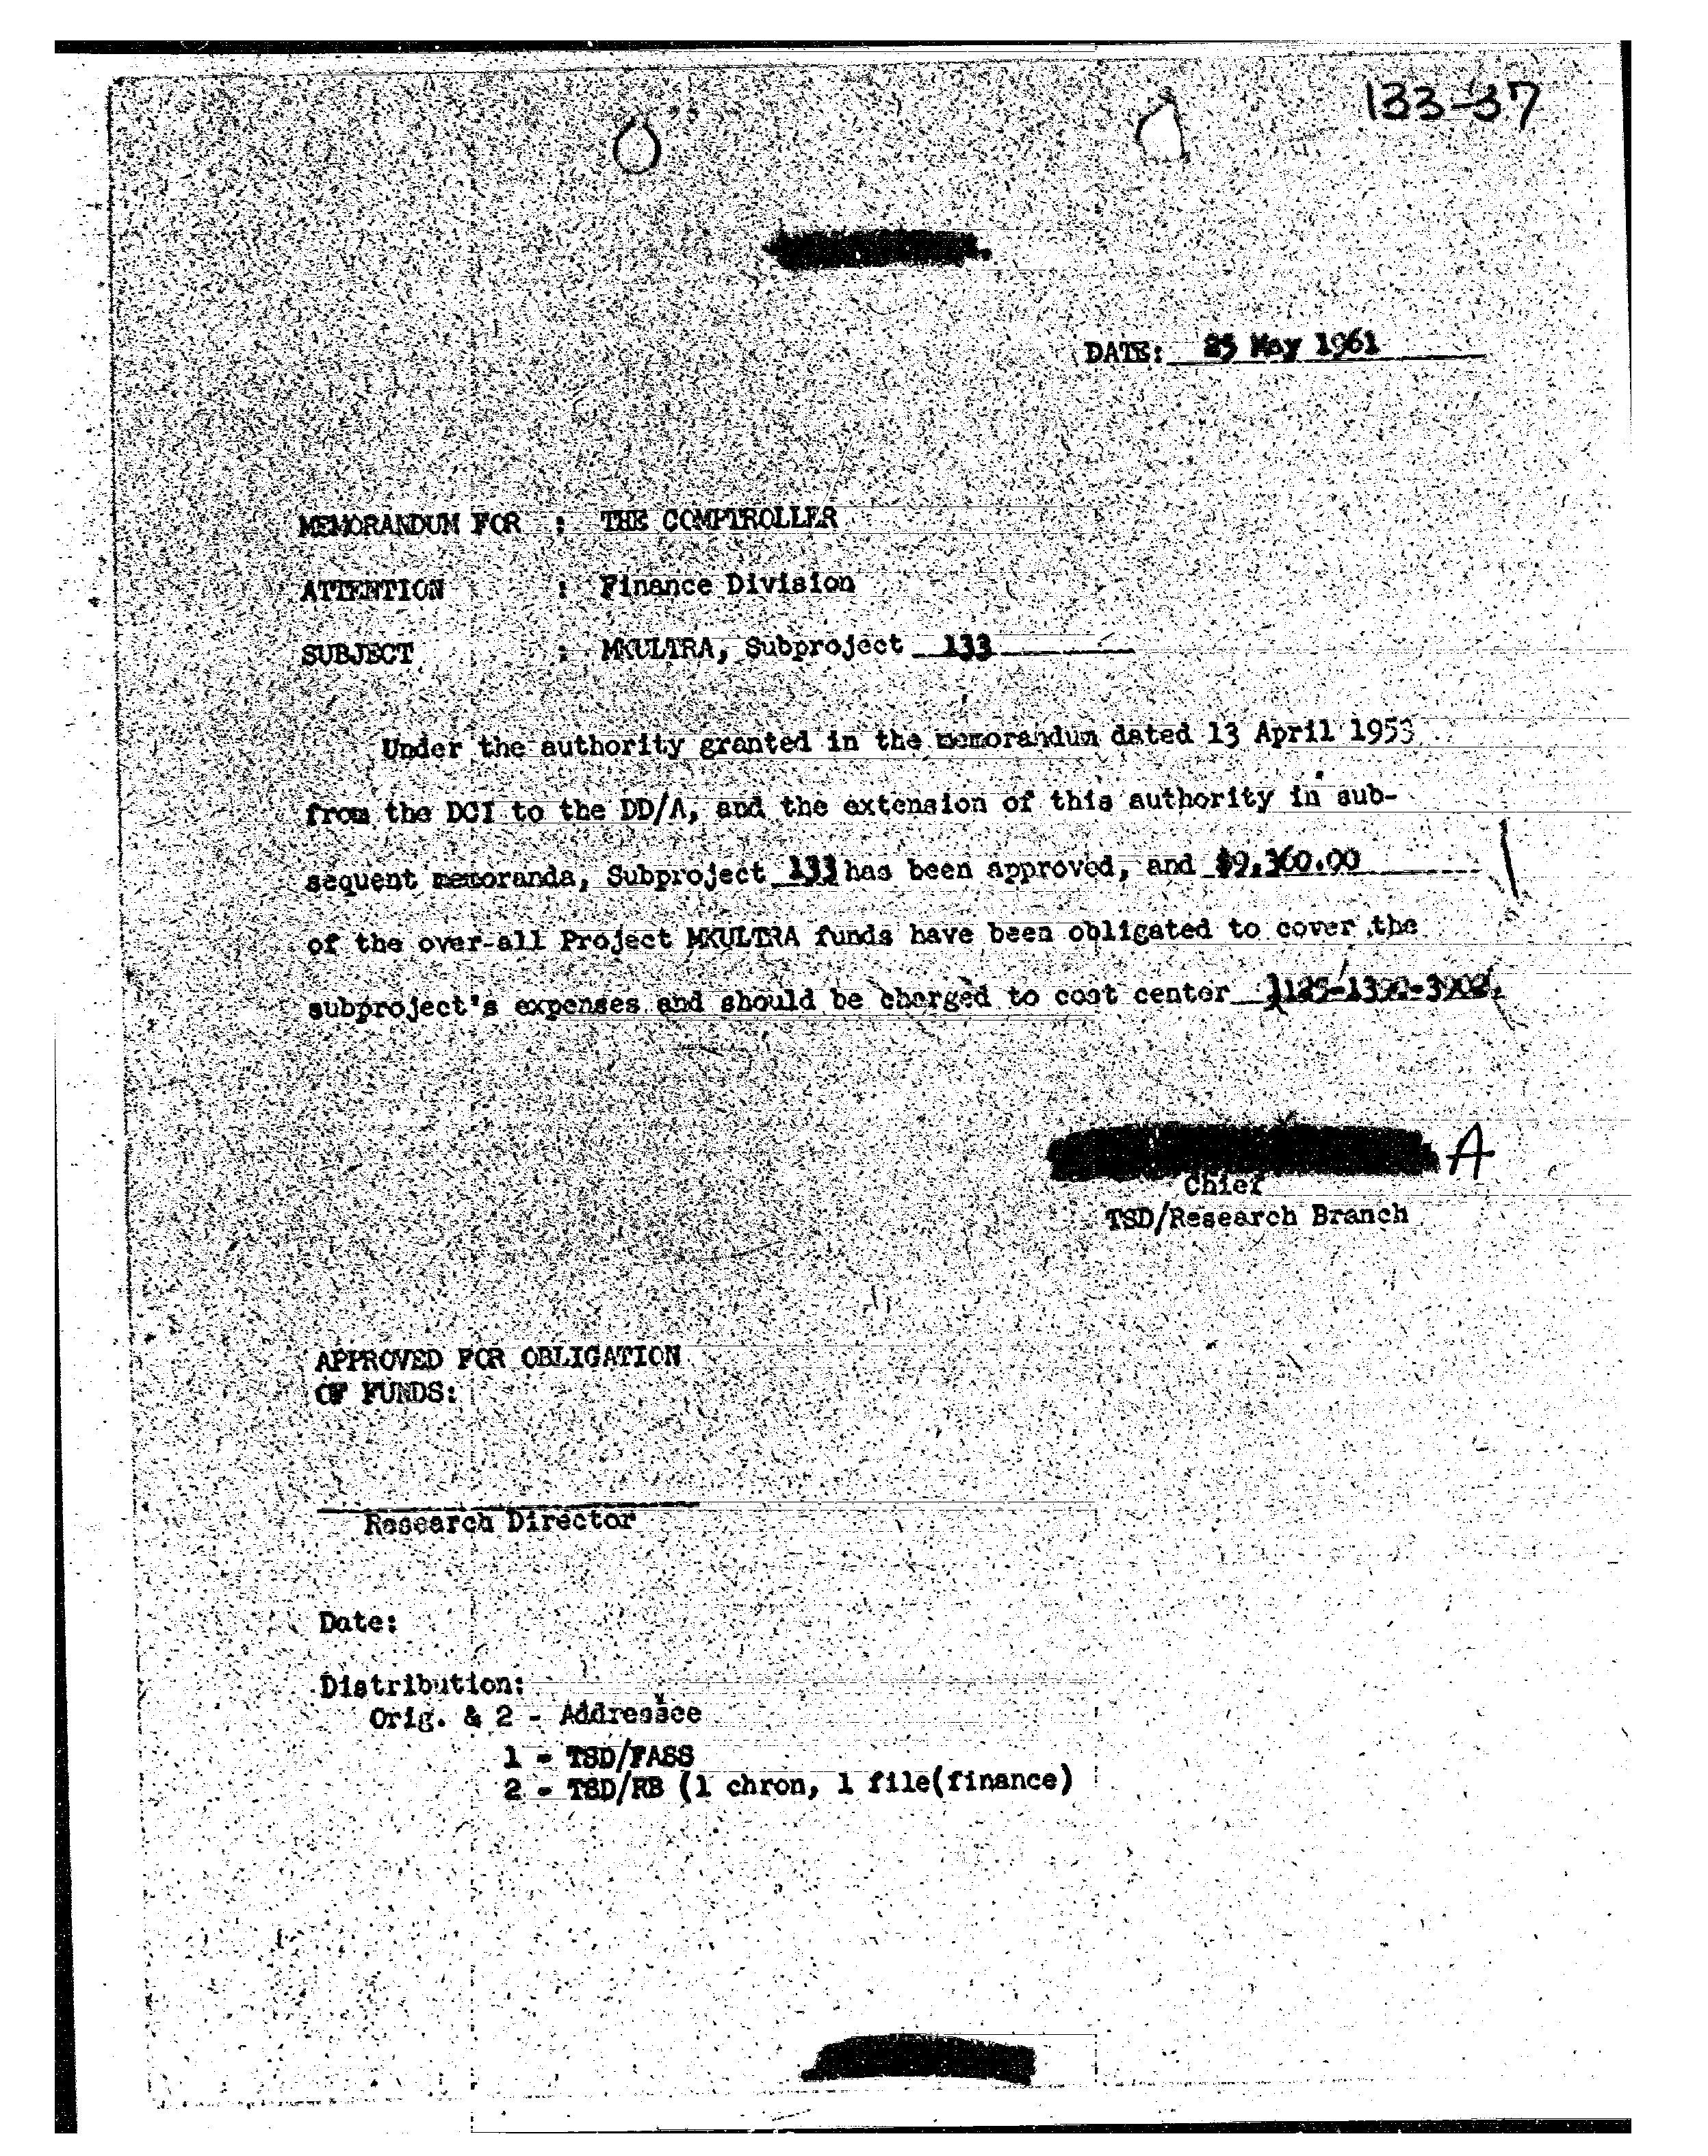 133-37
DATE: 25 May 1961
MEMORANDUM FOR : THE COMPTROLLER
ATTENTION : Finance Division
SUBJECT : MKULTRA, Subproject 133
Under the authority granted in the memorandum dated 13 April 1953
from the DCI to the DD/A, and the extension of this authority in sub-
sequent memoranda, Subproject 133 has been approved, and $9,360.00
of the over-all Project MKULTRA funds have been obligated to cover the
subproject's expenses and should be charged to cost center
A
Chief
TSD/Research Branch
APPROVED FOR OBLIGATION
OF FUNDS:
Research Director
Date:
Distribution:
Orig. & 2 - Addressee
1 - TSD/FASS
2 - TSD/RB (1 chron, 1 file(finance)